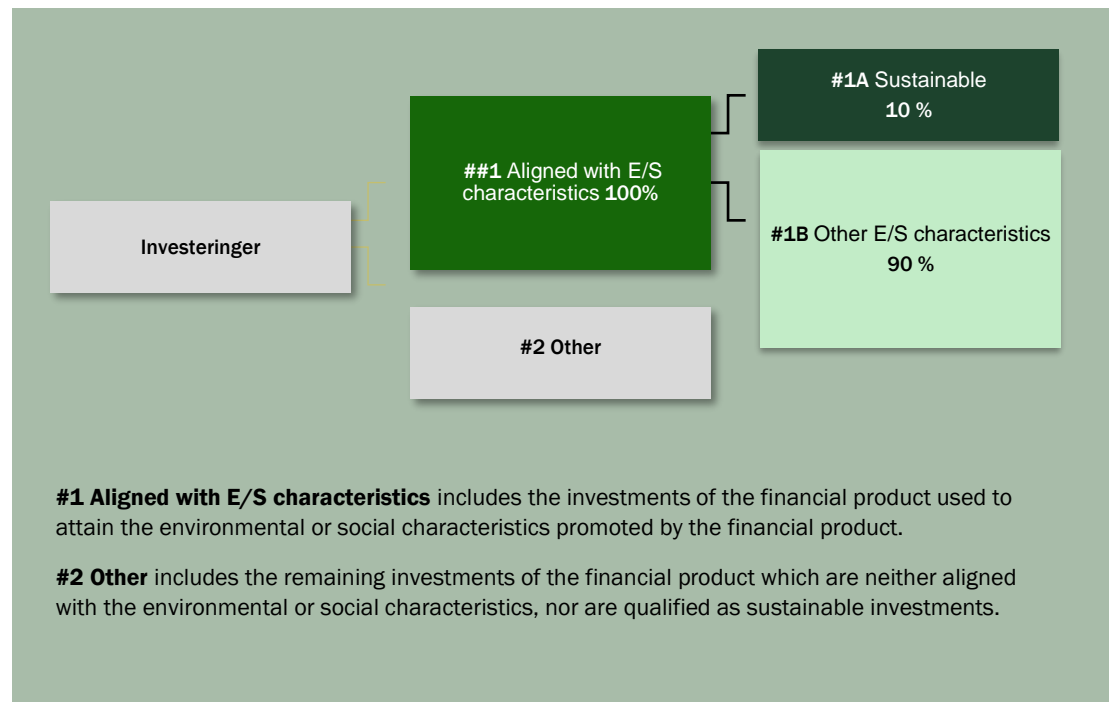 #1A Sustainable
10 %
##1 Aligned with E/S
characteristics 100%
Investeringer
#1B Other E/S characteristics
90 %
#2 Other
#1 Aligned with E/S characteristics includes the investments of the financial product used to
attain the environmental or social characteristics promoted by the financial product.
#2 Other includes the remaining investments of the financial product which are neither aligned
with the environmental or social characteristics, nor are qualified as sustainable investments.